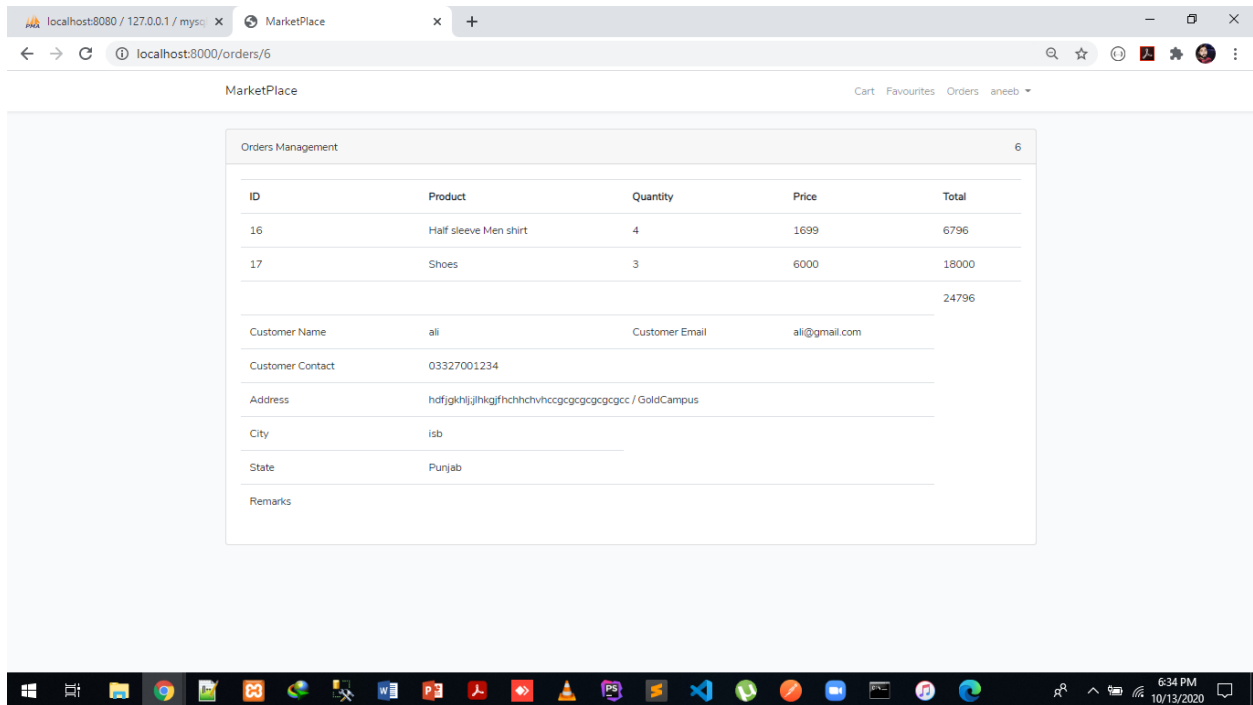 localhost:8080 / 127.0.0.1 / mysq
MarketPlace
localhost:8000/orders/6
MarketPlace
Cart Favourites Orders aneeb
Orders Management 6
ID Product Quantity Price Total
16 Half sleeve Men shirt 4 1699 6796
17 Shoes 3 6000 18000
24796
Customer Name ali Customer Email ali@gmail.com
Customer Contact 03327001234
Address hdfjgkhlj;jlhkgjfhchhchvhccgcgcgcgcgcgcc / GoldCampus
City isb
State Punjab
Remarks
6:34 PM
10/13/2020